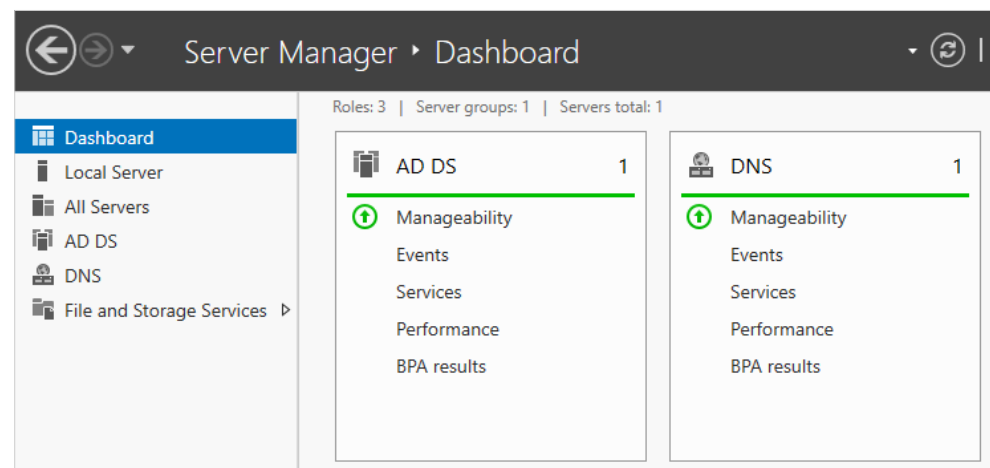 Server Manager ‣ Dashboard
Dashboard
Local Server
All Servers
AD DS
DNS
File and Storage Services
Roles: 3 | Server groups: 1 | Servers total: 1
AD DS 1
Manageability
Events
Services
Performance
BPA results
DNS 1
Manageability
Events
Services
Performance
BPA results